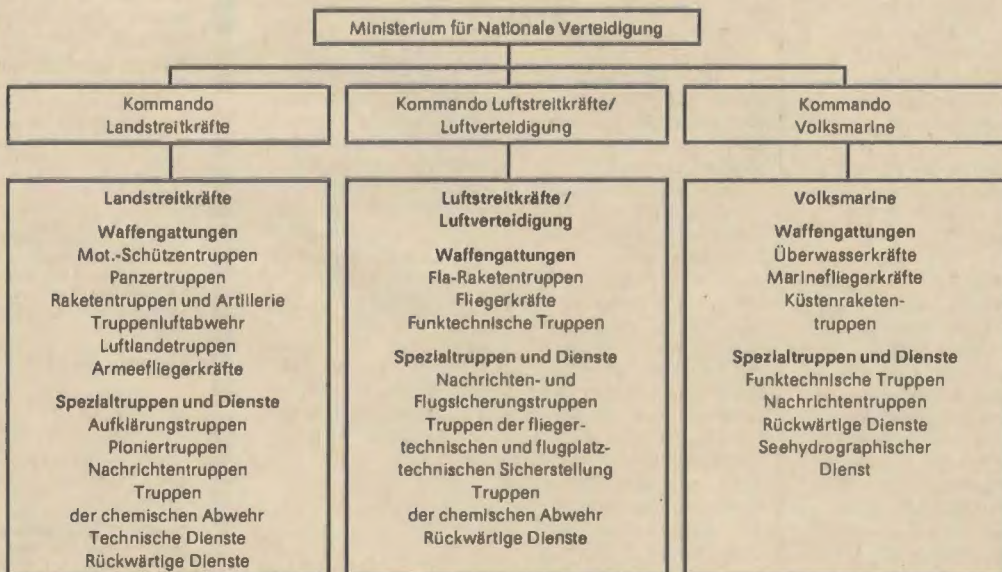 Ministerium für Nationale Verteidigung
Kommando
Landstreitkräfte
Kommando Luftstreitkräfte/
Luftverteidigung
Kommando
Volksmarine
Landstreitkräfte
Waffengattungen
Mot.-Schützentruppen
Panzertruppen
Raketentruppen und Artillerie
Truppenluftabwehr
Luftlandetruppen
Armeefliegerkräfte
Spezialtruppen und Dienste
Aufklärungstruppen
Pioniertruppen
Nachrichtentruppen
Truppen
der chemischen Abwehr
Technische Dienste
Rückwärtige Dienste
Luftstreitkräfte /
Luftverteidigung
Waffengattungen
Fla-Raketentruppen
Fliegerkräfte
Funktechnische Truppen
Spezialtruppen und Dienste
Nachrichten- und
Flugsicherungstruppen
Truppen der flieger-
technischen und flugplatz-
technischen Sicherstellung
Truppen
der chemischen Abwehr
Rückwärtige Dienste
Volksmarine
Waffengattungen
Überwasserkräfte
Marinefliegerkräfte
Küstenraketen-
truppen
Spezialtruppen und Dienste
Funktechnische Truppen
Nachrichtentruppen
Rückwärtige Dienste
Seehydrographischer
Dienst